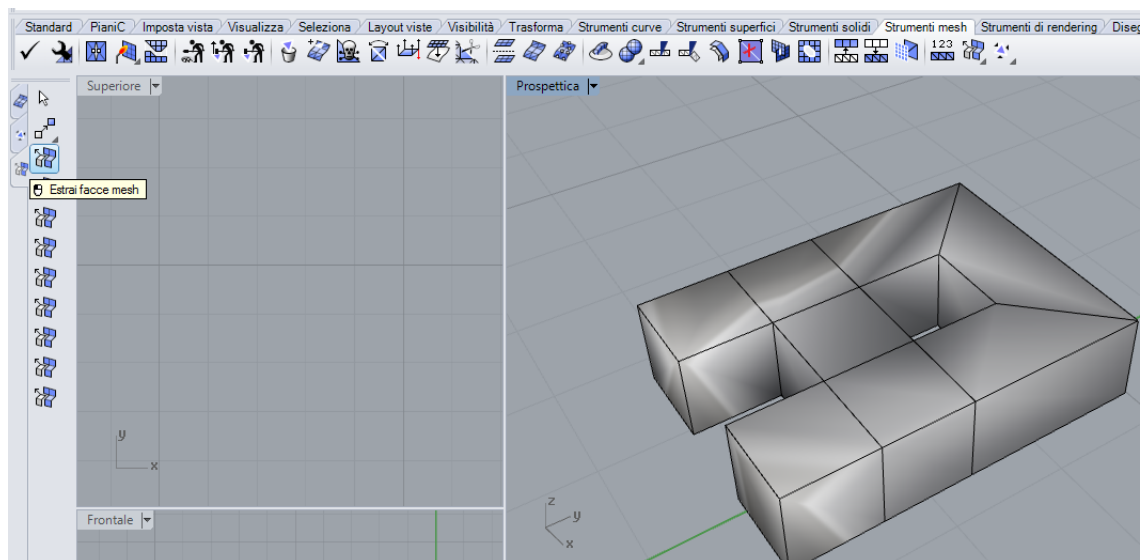 Standard PianiC Imposta vista Visualizza Seleziona Layout viste Visibilità Trasforma Strumenti curve Strumenti superfici Strumenti solidi Strumenti mesh Strumenti di rendering Diseg
123
Superiore
Prospettica
Estrai facce mesh
y
x
z
y
x
Frontale